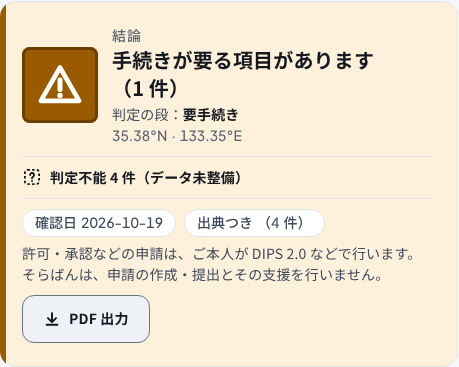 結論
手続きが要る項目があります
（1 件）
判定の段：要手続き
35.38°N · 133.35°E
判定不能 4 件（データ未整備）
確認日 2026-10-19 出典つき （4 件）
許可・承認などの申請は、ご本人が DIPS 2.0 などで行います。
そらばんは、申請の作成・提出とその支援を行いません。
PDF 出力